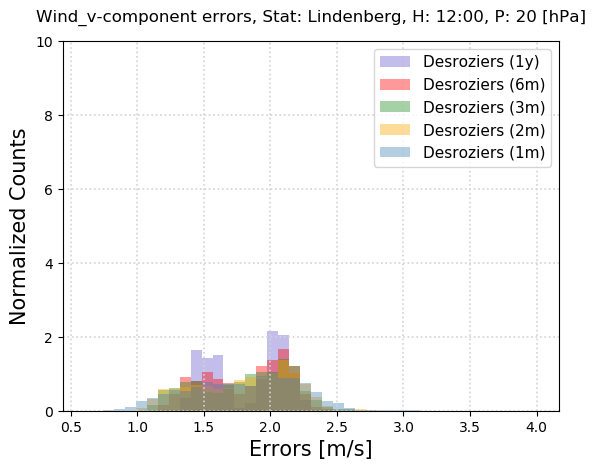 Wind_v-component errors, Stat: Lindenberg, H: 12:00, P: 20 [hPa]
10
8
6
4
2
0
Normalized Counts
Desroziers (1y)
Desroziers (6m)
Desroziers (3m)
Desroziers (2m)
Desroziers (1m)
0.5 1.0 1.5 2.0 2.5 3.0 3.5 4.0
Errors [m/s]